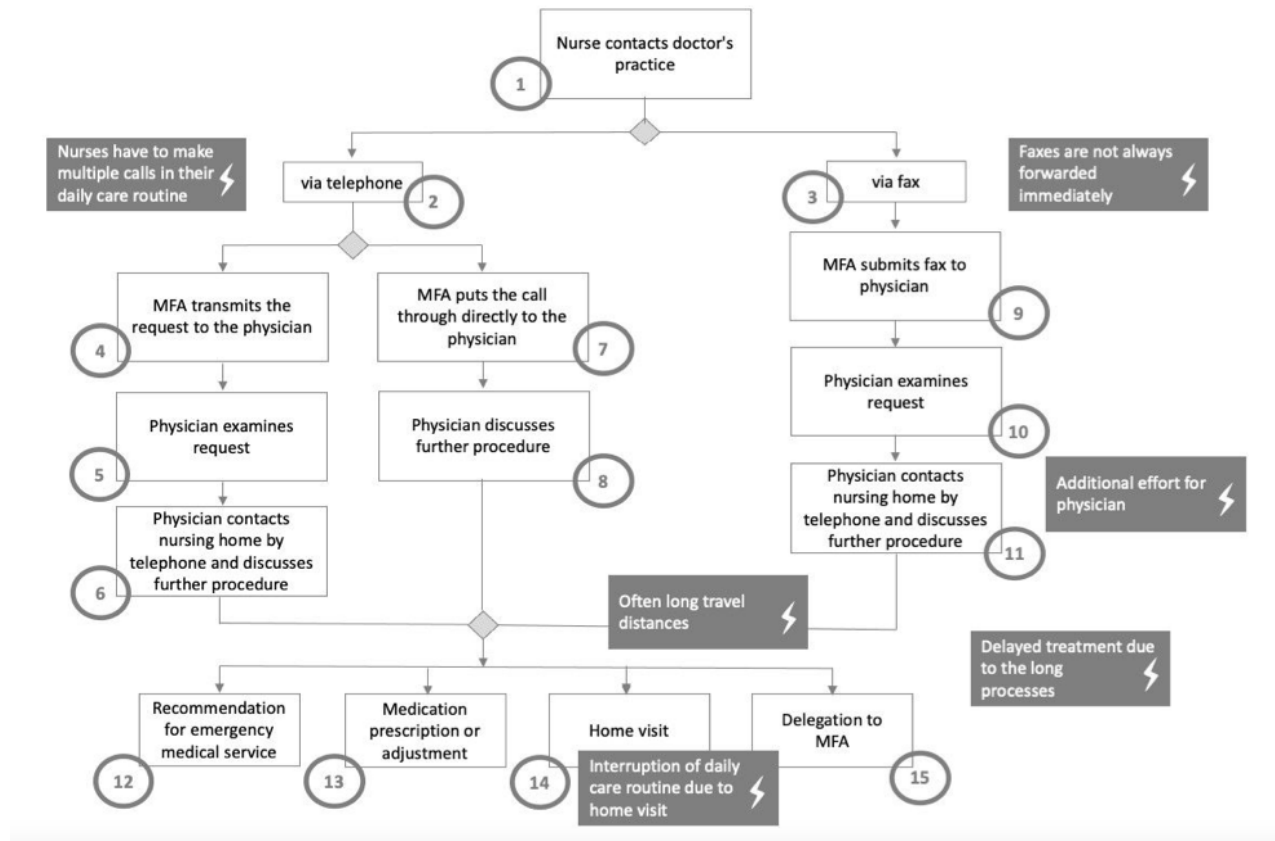 Nurse contacts doctor's
practice
1
Nurses have to make
multiple calls in their
daily care routine
via telephone
2
via fax
3
Faxes are not always
forwarded
immediately
MFA transmits the
request to the physician
4
MFA puts the call
through directly to the
physician
7
MFA submits fax to
physician
9
Physician examines
request
5
Physician discusses
further procedure
8
Physician examines
request
10
Physician contacts
nursing home by
telephone and discusses
further procedure
6
Physician contacts
nursing home by
telephone and discusses
further procedure
11
Additional effort for
physician
Often long travel
distances
Delayed treatment due
to the long
processes
Recommendation
for emergency
medical service
12
Medication
prescription or
adjustment
13
Home visit
14
Interruption of daily
care routine due to
home visit
Delegation to
MFA
15